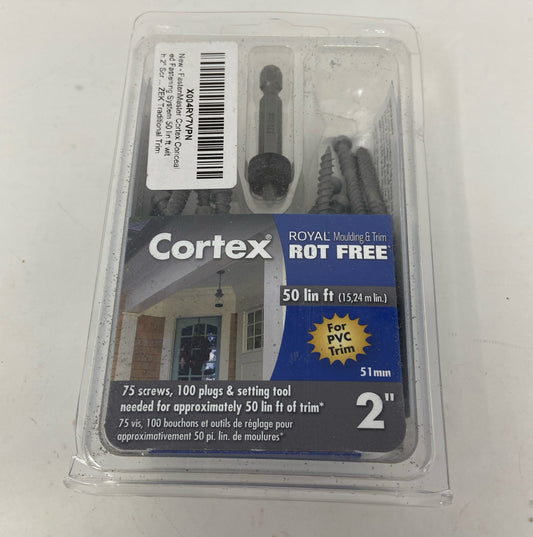 X004RY7VPN
New - FastenMaster Cortex Conceal
ed Fastening System 50 lin ft wit
h 2" Scr ... ZEK Traditional Trim
Cortex®
ROYAL® Moulding & Trim
ROT FREE
50 lin ft (15,24 m lin.)
For
PVC
Trim
51mm
2"
75 screws, 100 plugs & setting tool
needed for approximately 50 lin ft of trim*
75 vis, 100 bouchons et outils de réglage pour
approximativement 50 pi. lin. de moulures*